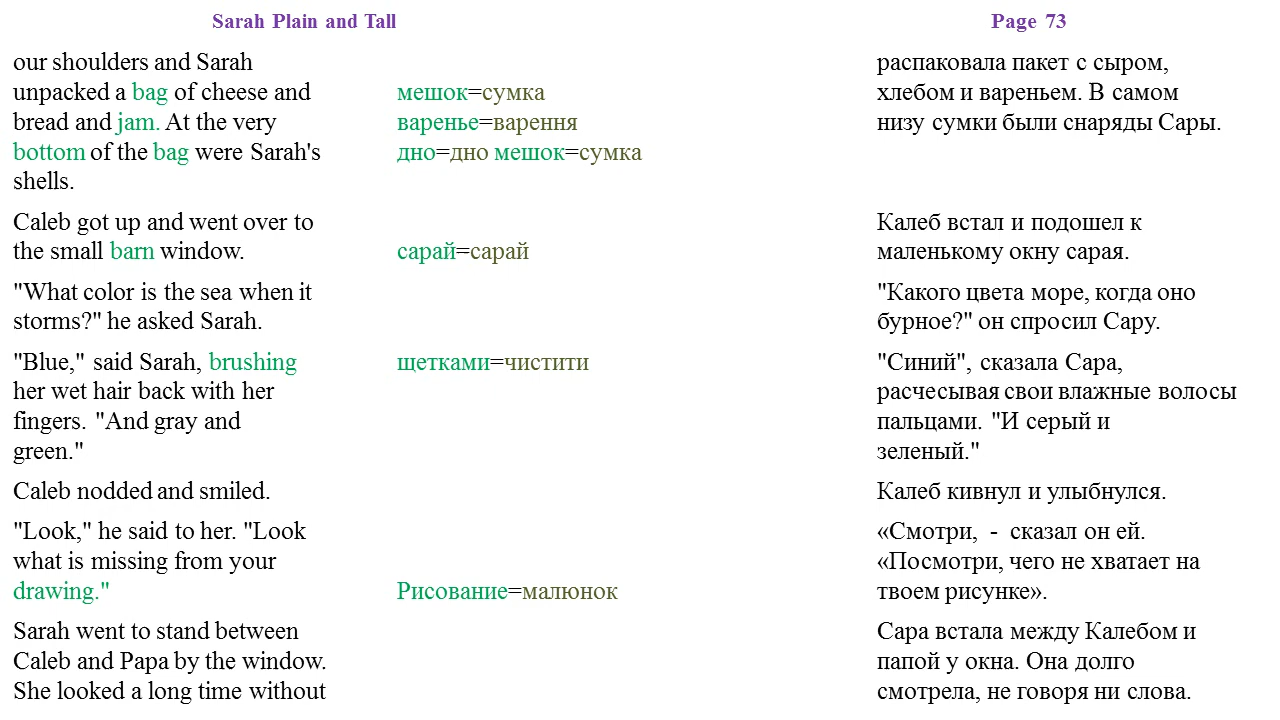 Sarah Plain and Tall Page 73
our shoulders and Sarah распаковала пакет с сыром,
unpacked a bag of cheese and мешок=сумка хлебом и вареньем. В самом
bread and jam. At the very варенье=варення низу сумки были снаряды Сары.
bottom of the bag were Sarah's дно=дно мешок=сумка
shells.
Caleb got up and went over to Калеб встал и подошел к
the small barn window. сарай=сарай маленькому окну сарая.
"What color is the sea when it "Какого цвета море, когда оно
storms?" he asked Sarah. бурное?" он спросил Сару.
"Blue," said Sarah, brushing щетками=чистити "Синий", сказала Сара,
her wet hair back with her расчесывая свои влажные волосы
fingers. "And gray and пальцами. "И серый и
green." зеленый."
Caleb nodded and smiled. Калеб кивнул и улыбнулся.
"Look," he said to her. "Look «Смотри, - сказал он ей.
what is missing from your «Посмотри, чего не хватает на
drawing." Рисование=малюнок твоем рисунке».
Sarah went to stand between Сара встала между Калебом и
Caleb and Papa by the window. папой у окна. Она долго
She looked a long time without смотрела, не говоря ни слова.